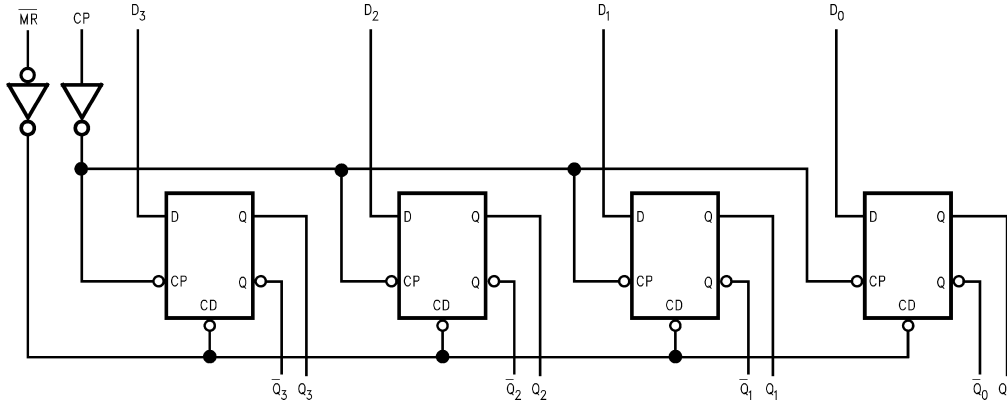 M̅R̅ CP D₃ D₂ D₁ D₀
D Q D Q D Q D Q
CP Q CP Q CP Q CP Q
CD CD CD CD
Q̅₃ Q₃ Q̅₂ Q₂ Q̅₁ Q₁ Q̅₀ Q